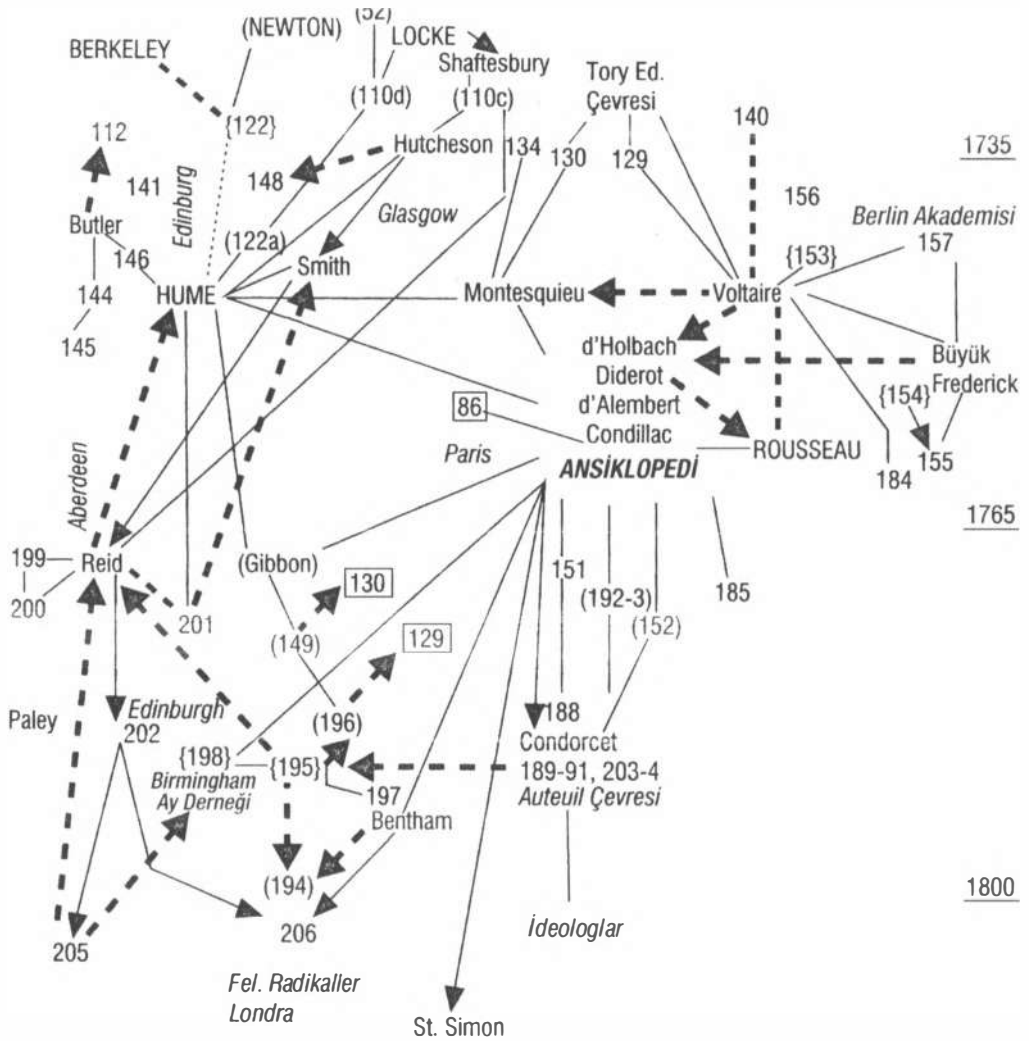 (52)
(NEWTON)
LOCKE
BERKELEY
Shaftesbury
Tory Ed.
Çevresi
(110d)
(110c)
140
112
{122}
Hutcheson
134
130
129
1735
141
Edinburg
148
Glasgow
156
Berlin Akademisi
157
Butler
146
(122a)
Smith
{153}
144
HUME
Montesquieu
Voltaire
145
d'Holbach
Diderot
d'Alembert
Condillac
Büyük
Frederick
{154}
86
Paris
ANSİKLOPEDİ
ROUSSEAU
184
155
Aberdeen
1765
199
Reid
(Gibbon)
130
151
200
201
(192-3)
185
(149)
129
(152)
Paley
Edinburgh
202
(196)
188
Condorcet
{198}
{195}
189-91, 203-4
Birmingham
Ay Derneği
197
Auteuil Çevresi
Bentham
(194)
1800
205
206
İdeologlar
Fel. Radikaller
Londra
St. Simon